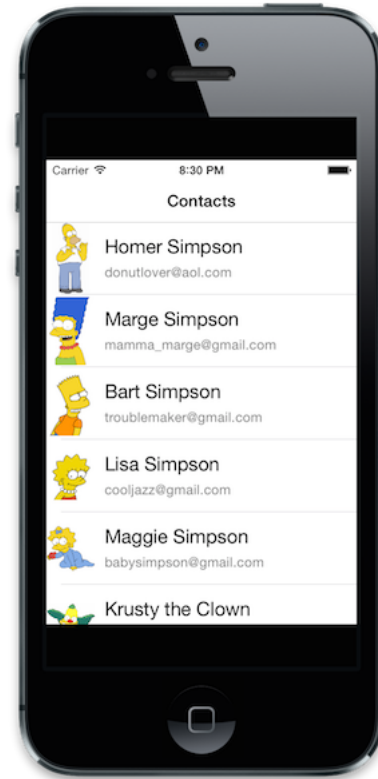 Carrier 8:30 PM
Contacts
Homer Simpson
donutlover@aol.com
Marge Simpson
mamma_marge@gmail.com
Bart Simpson
troublemaker@gmail.com
Lisa Simpson
cooljazz@gmail.com
Maggie Simpson
babysimpson@gmail.com
Krusty the Clown